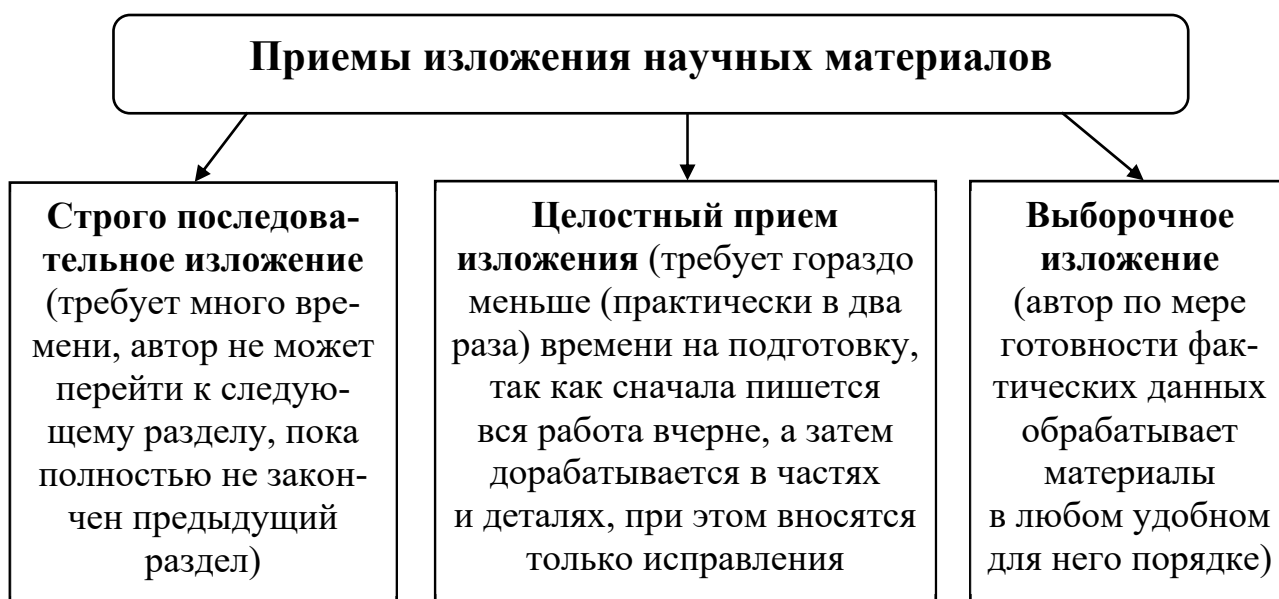 Приемы изложения научных материалов
Строго последова-
тельное изложение
(требует много вре-
мени, автор не может
перейти к следую-
щему разделу, пока
полностью не закон-
чен предыдущий
раздел)
Целостный прием
изложения (требует гораздо
меньше (практически в два
раза) времени на подготовку,
так как сначала пишется
вся работа вчерне, а затем
дорабатывается в частях
и деталях, при этом вносятся
только исправления
Выборочное
изложение
(автор по мере
готовности фак-
тических данных
обрабатывает
материалы
в любом удобном
для него порядке)